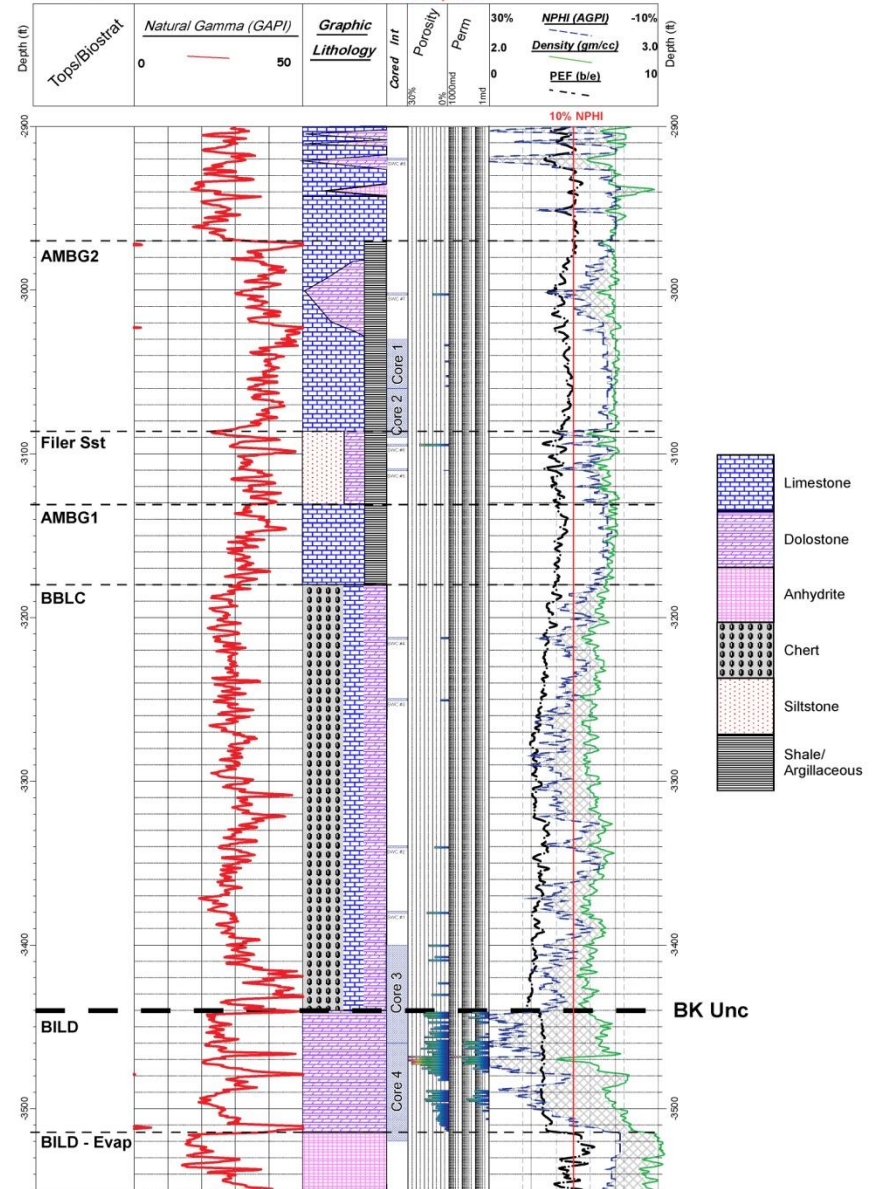 Depth (ft)
Tops/Biostrat
Natural Gamma (GAPI)
0 50
Graphic
Lithology
Cored Int
Porosity
30%
0%
Perm
1000md
1md
30% NPHI (AGPI) -10%
2.0 Density (gm/cc) 3.0
0 PEF (b/e) 10
Depth (ft)
10% NPHI
-2900
-2900
AMBG2
-3000
-3000
Core 1
Core 2
Filer Sst
-3100
-3100
AMBG1
BBLC
-3200
-3200
-3300
-3300
-3400
-3400
Core 3
BK Unc
BILD
Core 4
-3500
-3500
BILD - Evap
Limestone
Dolostone
Anhydrite
Chert
Siltstone
Shale/
Argillaceous